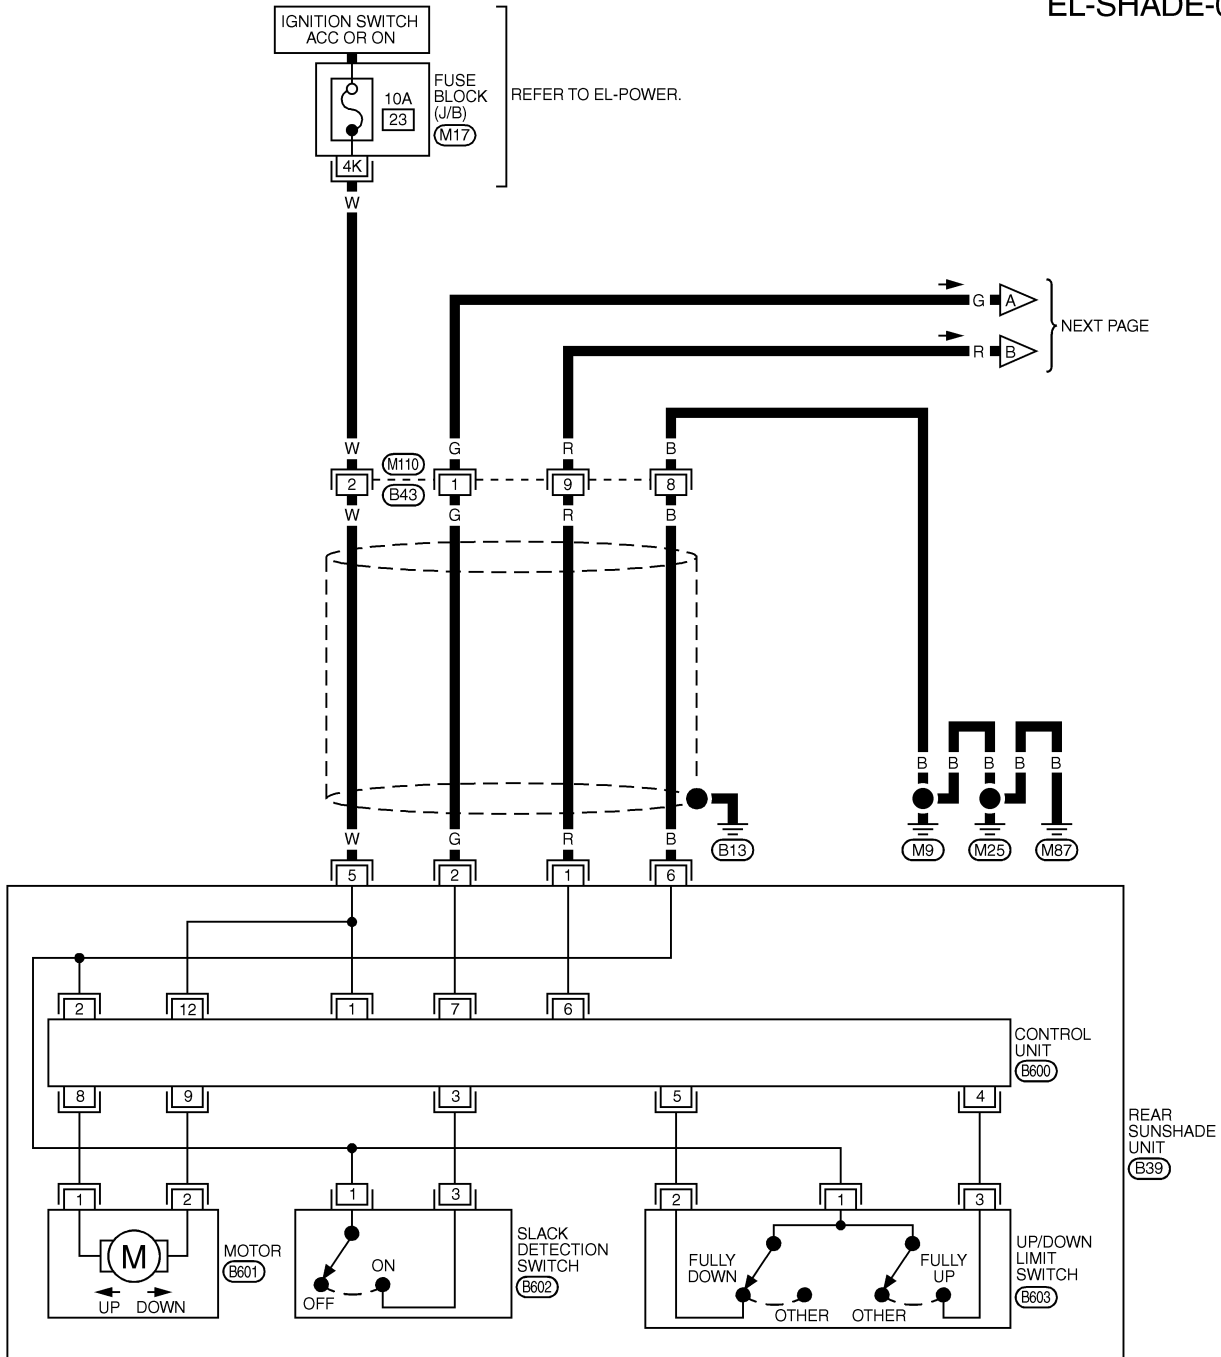 EL-SHADE-0
IGNITION SWITCH
ACC OR ON
10A
23
FUSE
BLOCK
(J/B)
M17
REFER TO EL-POWER.
4K
W
G A
R B
NEXT PAGE
W G R B
M110
2 1 9 8
B43
W G R B
B B B B B
W G R B
B13 M9 M25 M87
5 2 1 6
2 12 1 7 6
CONTROL
UNIT
B600
8 9 3 5 4
REAR
SUNSHADE
UNIT
B39
1 2 1 3 2 1 3
M
UP DOWN
MOTOR
B601
OFF
ON
SLACK
DETECTION
SWITCH
B602
FULLY
DOWN
OTHER
OTHER
FULLY
UP
UP/DOWN
LIMIT
SWITCH
B603